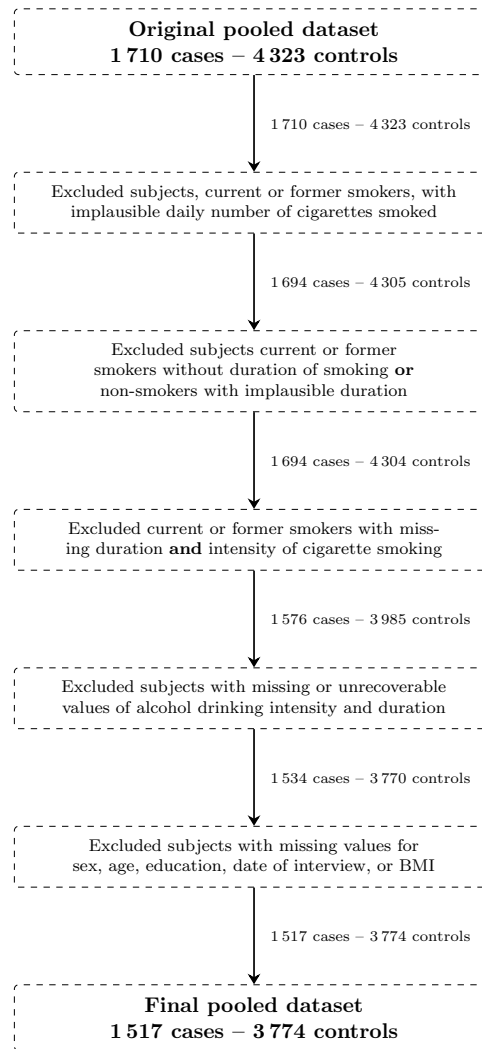 Original pooled dataset
1 710 cases – 4 323 controls
1 710 cases – 4 323 controls
Excluded subjects, current or former smokers, with
implausible daily number of cigarettes smoked
1 694 cases – 4 305 controls
Excluded subjects current or former
smokers without duration of smoking or
non-smokers with implausible duration
1 694 cases – 4 304 controls
Excluded current or former smokers with miss-
ing duration and intensity of cigarette smoking
1 576 cases – 3 985 controls
Excluded subjects with missing or unrecoverable
values of alcohol drinking intensity and duration
1 534 cases – 3 770 controls
Excluded subjects with missing values for
sex, age, education, date of interview, or BMI
1 517 cases – 3 774 controls
Final pooled dataset
1 517 cases – 3 774 controls